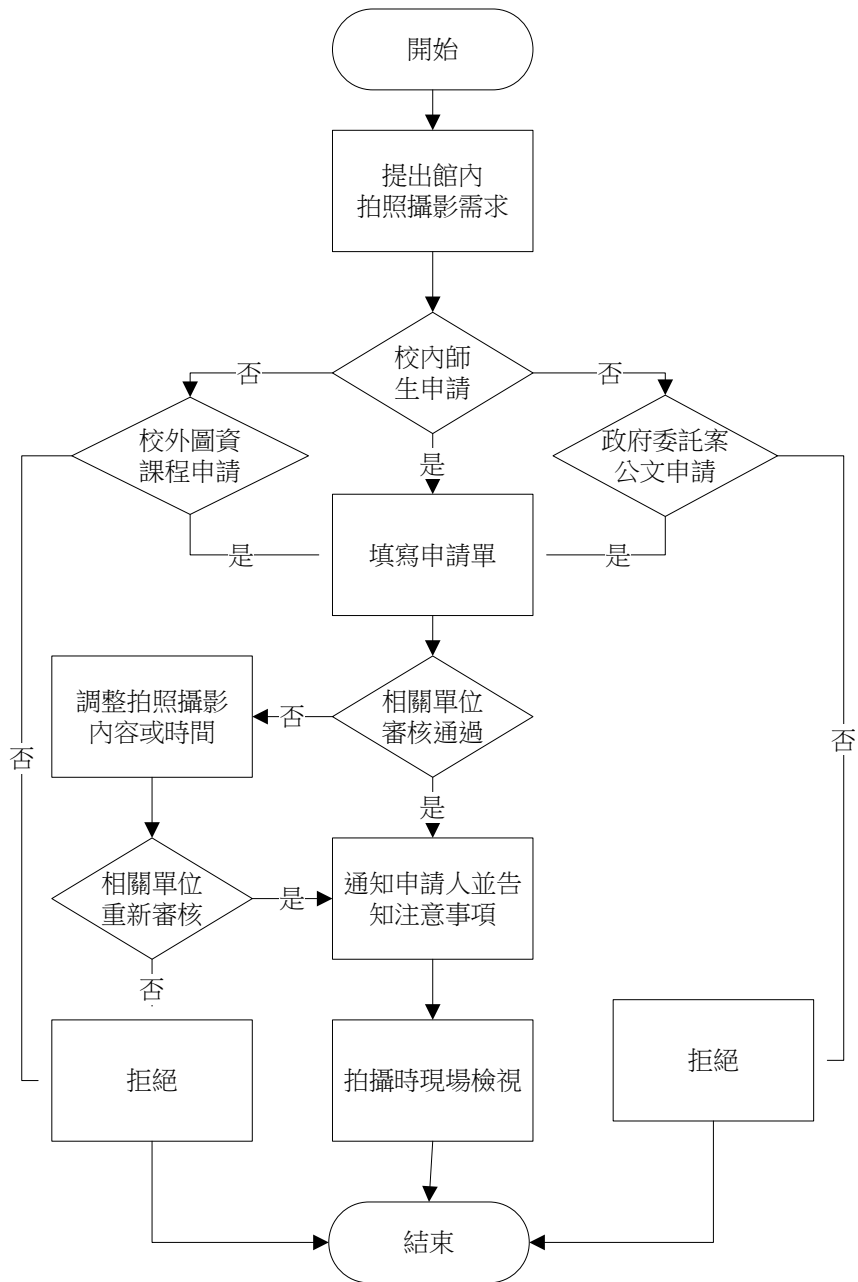 開始
提出館內
拍照攝影需求
校內師
生申請
否
否
校外圖資
課程申請
政府委託案
公文申請
是
是
填寫申請單
是
調整拍照攝影
內容或時間
否
相關單位
審核通過
否
否
是
相關單位
重新審核
是
通知申請人並告
知注意事項
否
拒絕
拍攝時現場檢視
拒絕
結束